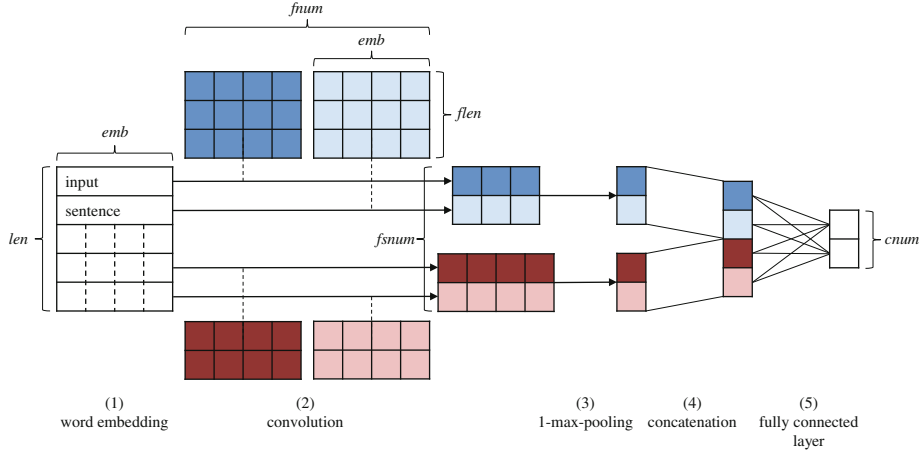 fnum
emb
flen
emb
input
sentence
len
fsnum
cnum
(1)
word embedding
(2)
convolution
(3)
1-max-pooling
(4)
concatenation
(5)
fully connected
layer